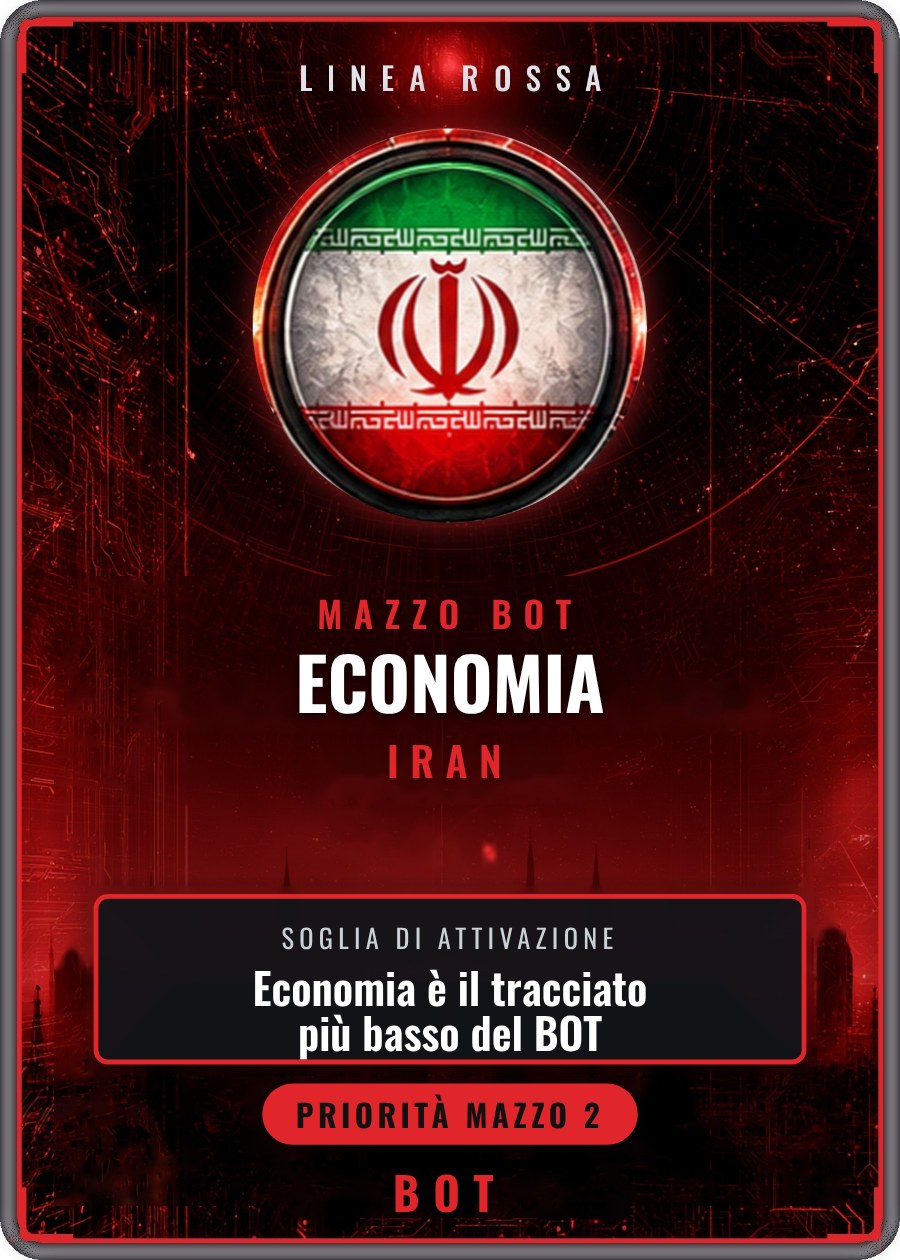 LINEA ROSSA
MAZZO BOT
ECONOMIA
IRAN
SOGLIA DI ATTIVAZIONE
Economia è il tracciato
più basso del BOT
PRIORITÀ MAZZO 2
BOT